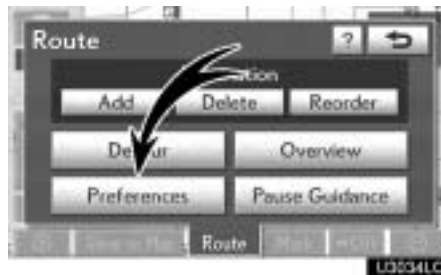 Route ?
Add Delete Reorder
Overview
Preferences Pause Guidance
Route
U3034LC